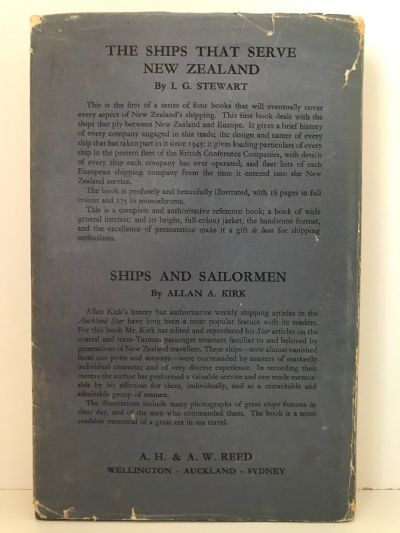 THE SHIPS THAT SERVE
NEW ZEALAND
By I. G. STEWART
This is the first of a series of four books that will eventually cover
every aspect of New Zealand's shipping. This first book deals with the
ships that ply between New Zealand and Europe. It gives a brief history
of every company engaged in this trade; the design and career of every
ship that has taken part in it since 1945; it gives loading particulars of every
ship in the present fleet of the British Conference Companies, with details
of every ship each company has ever operated; and fleet lists of each
European shipping company from the time it entered into the New
Zealand service.
The book is profusely and beautifully illustrated, with 16 pages in full
colour and 175 in monochrome.
This is a complete and authoritative reference book; a book of wide
general interest; and its bright, full-colour jacket, the handsome format,
and the excellence of presentation make it a gift de luxe for shipping
enthusiasts.
SHIPS AND SAILORMEN
By ALLAN A. KIRK
Allan Kirk's breezy but authoritative weekly shipping articles in the
Auckland Star have long been a most popular feature with its readers.
For this book Mr. Kirk has edited and reproduced his Star articles on the
coastal and trans-Tasman passenger steamers familiar to and beloved by
generations of New Zealand travellers. These ships—now almost vanished
from our ports and seaways—were commanded by masters of markedly
individual character and of very diverse experience. In recording their
careers the author has performed a valuable service and one made memor-
able by his affection for them, individually, and as a remarkable and
admirable group of seamen.
The illustrations include many photographs of great ships famous in
their day, and of the men who commanded them. The book is a most
readable memorial of a great era in sea travel.
A. H. & A. W. REED
WELLINGTON - AUCKLAND - SYDNEY